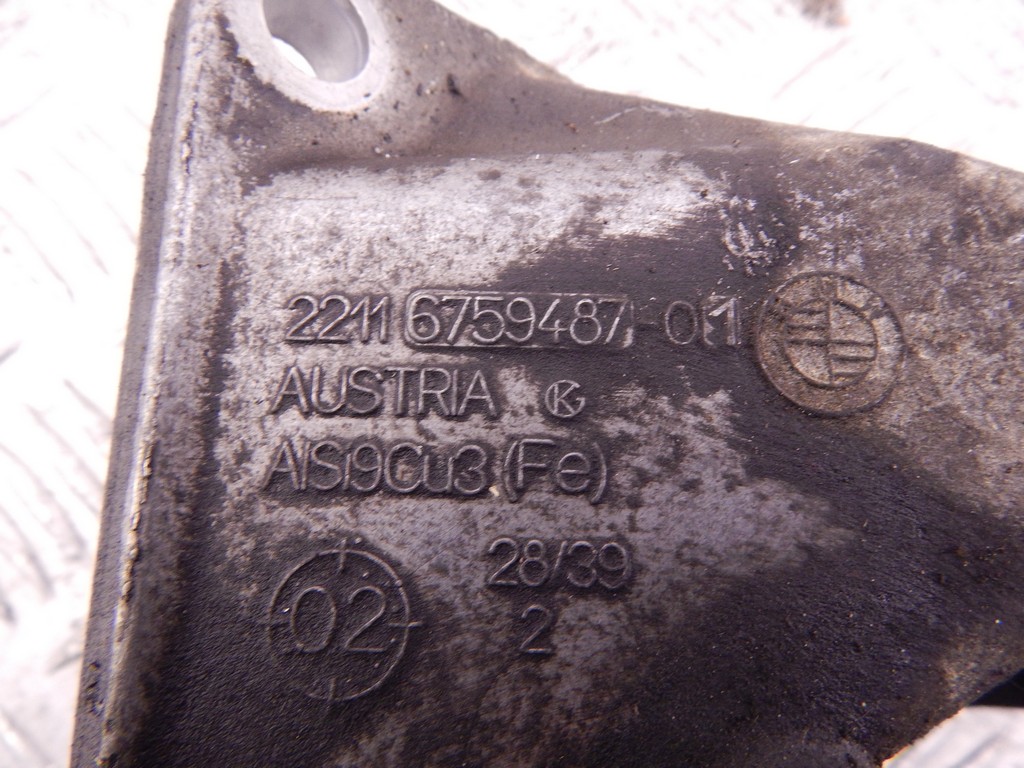 2211 6759487-01
AUSTRIA
AlSi9Cu3 (Fe)
28/39
02
2